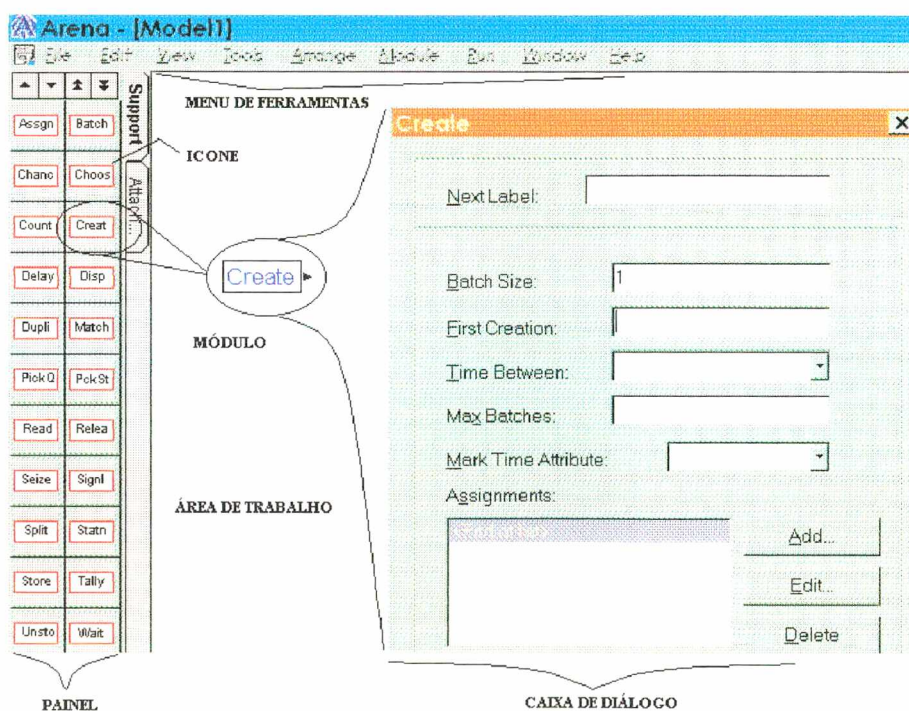 Arena - [Model1]
File Edit View Tools Arrange Module Run Window Help
MENU DE FERRAMENTAS
Support
Attach...
Assgn Batch
ICONE
Chanc Choos
Count Creat
Delay Disp
Dupli Match
PickQ PckSt
Read Relea
Seize Signl
Split Statn
Store Tally
Unsto Wait
Create
MÓDULO
ÁREA DE TRABALHO
Create
Next Label:
Batch Size: 1
First Creation:
Time Between:
Max Batches:
Mark Time Attribute:
Assignments:
Add...
Edit...
Delete
PAINEL
CAIXA DE DIÁLOGO